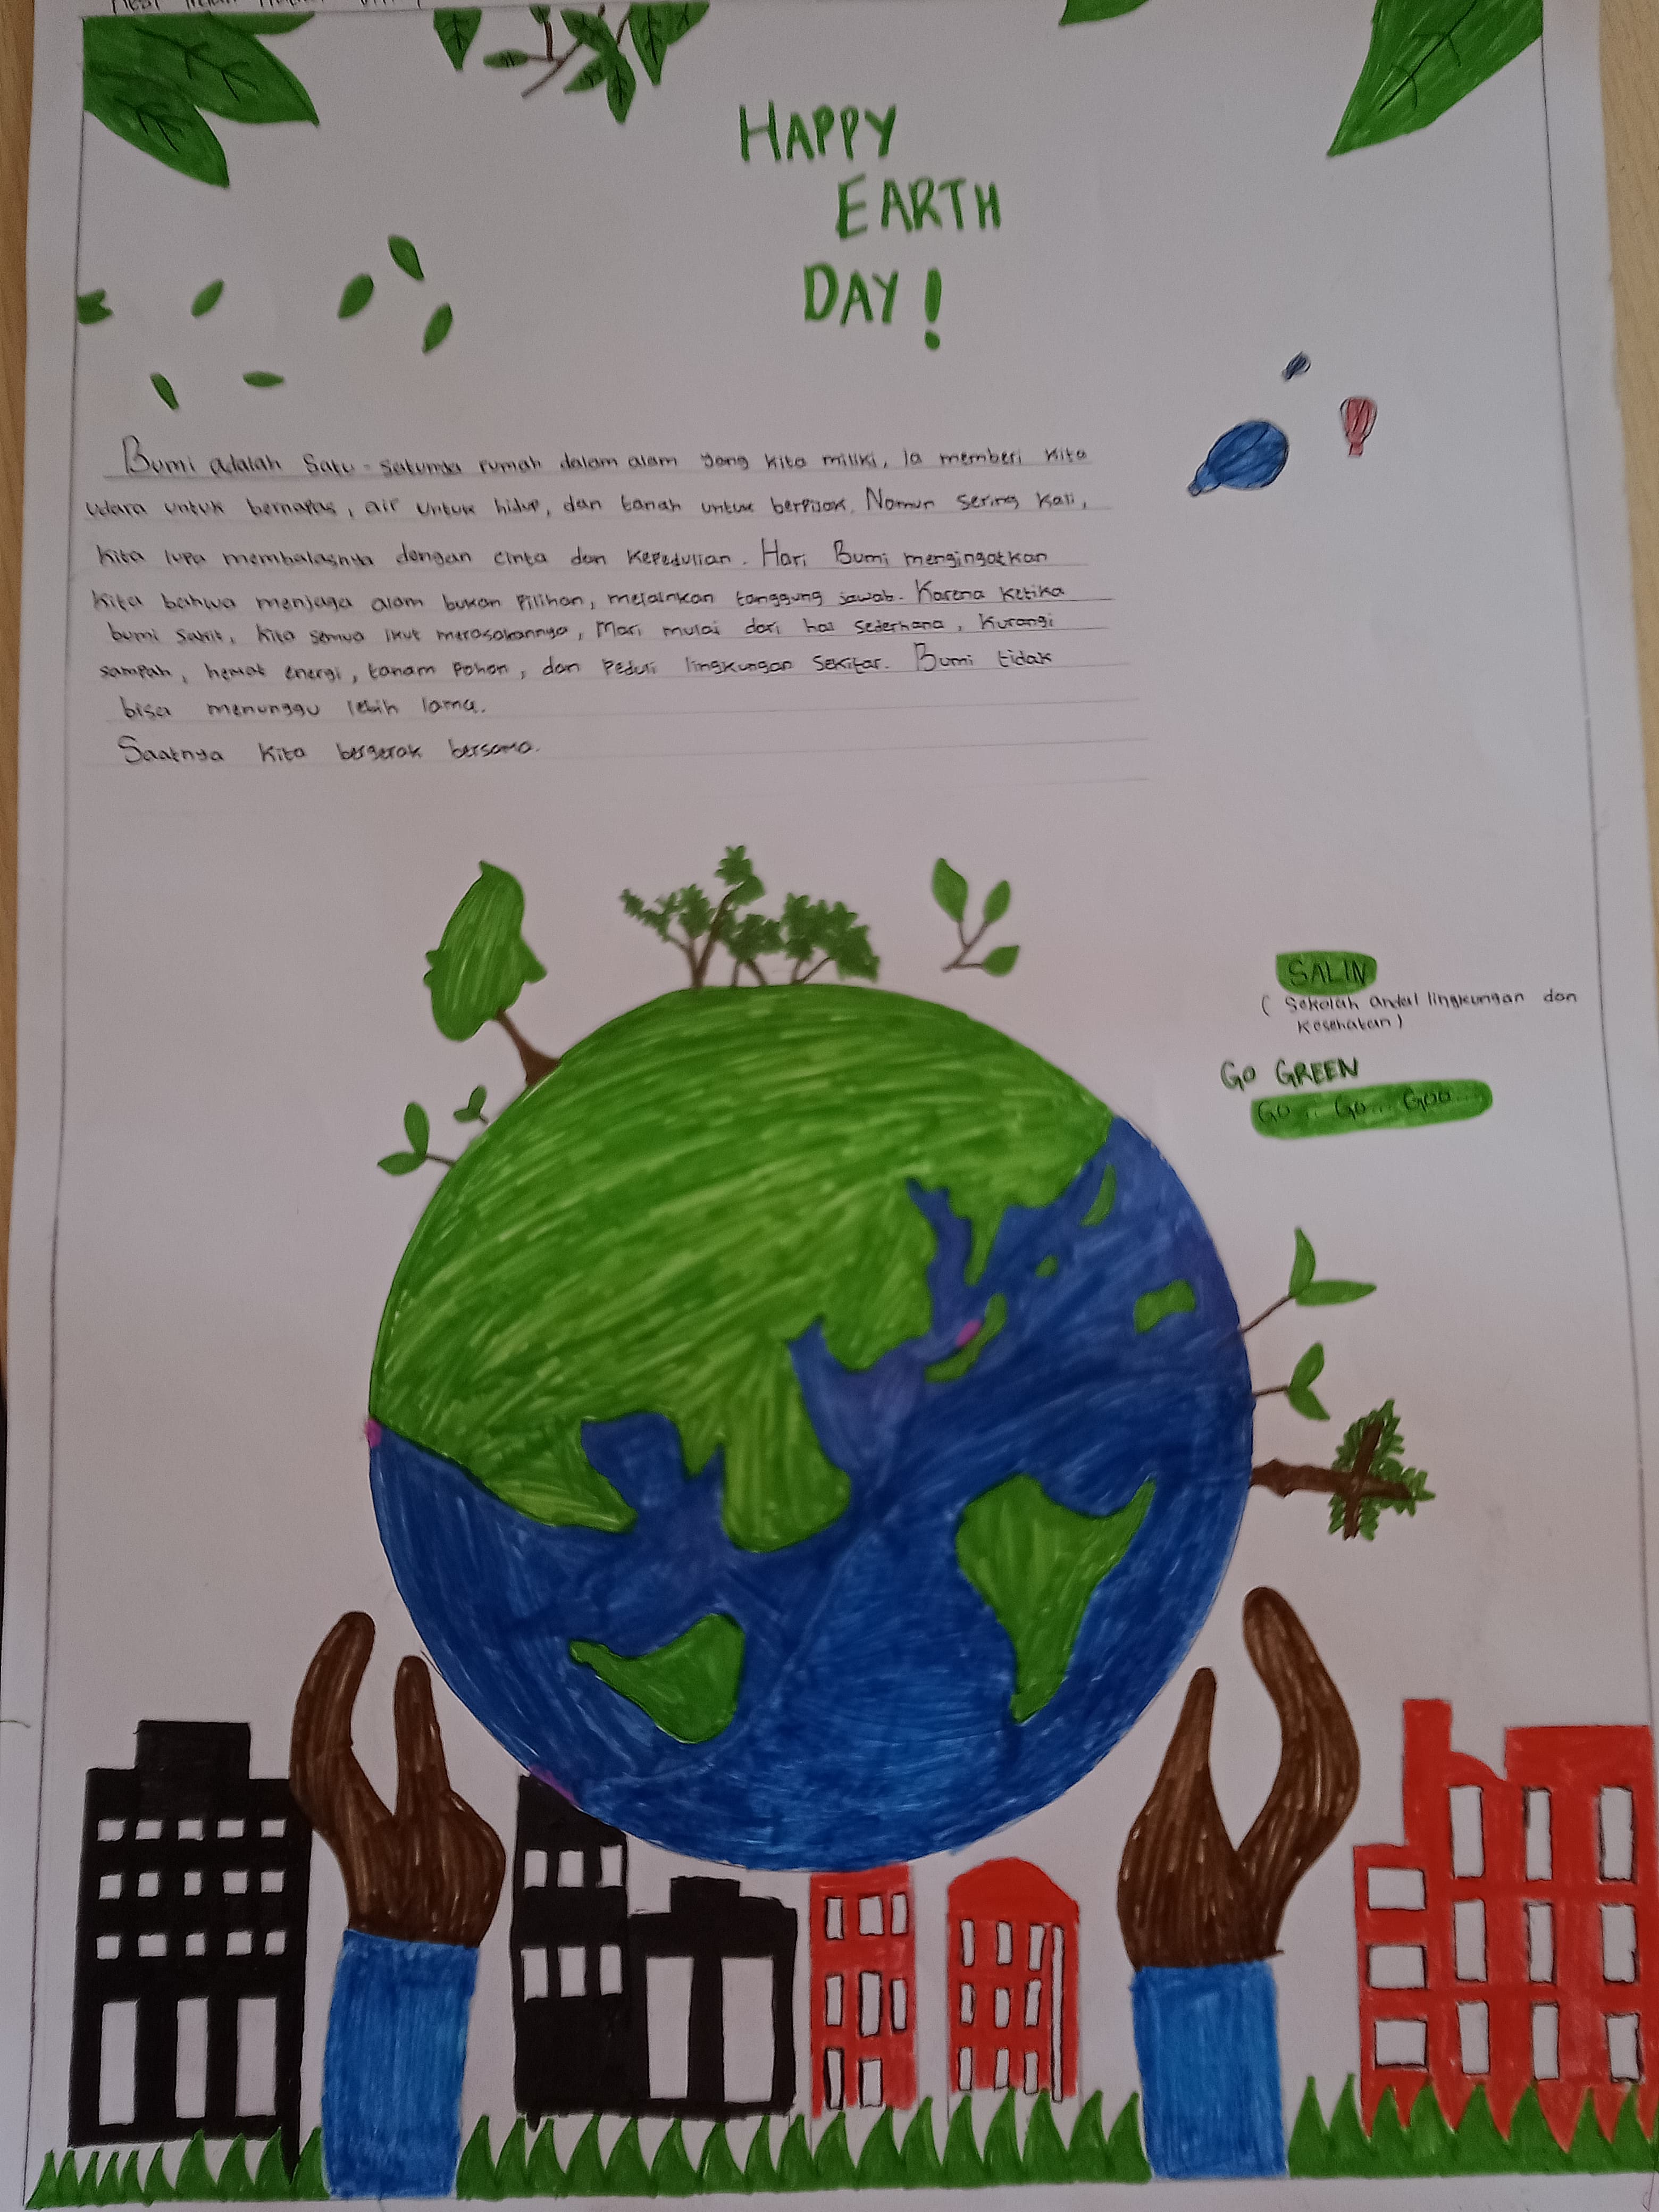 HAPPY
EARTH
DAY!
Bumi adalah satu-satunya rumah dalam alam yang kita miliki, Ia memberi kita
udara untuk bernapas, air untuk hidup, dan tanah untuk berpijak. Namun sering kali,
kita lupa membalasnya dengan cinta dan kepedulian. Hari Bumi mengingatkan
kita bahwa menjaga alam bukan pilihan, melainkan tanggung jawab. Karena ketika
bumi sakit, kita semua ikut merasakannya, Mari mulai dari hal sederhana, kurangi
sampah, hemat energi, tanam pohon, dan peduli lingkungan sekitar. Bumi tidak
bisa menunggu lebih lama.
Saatnya kita bergerak bersama.
SALIN
( Sekolah andal lingkungan dan
kesehatan)
GO GREEN
Go... Go... Goo....